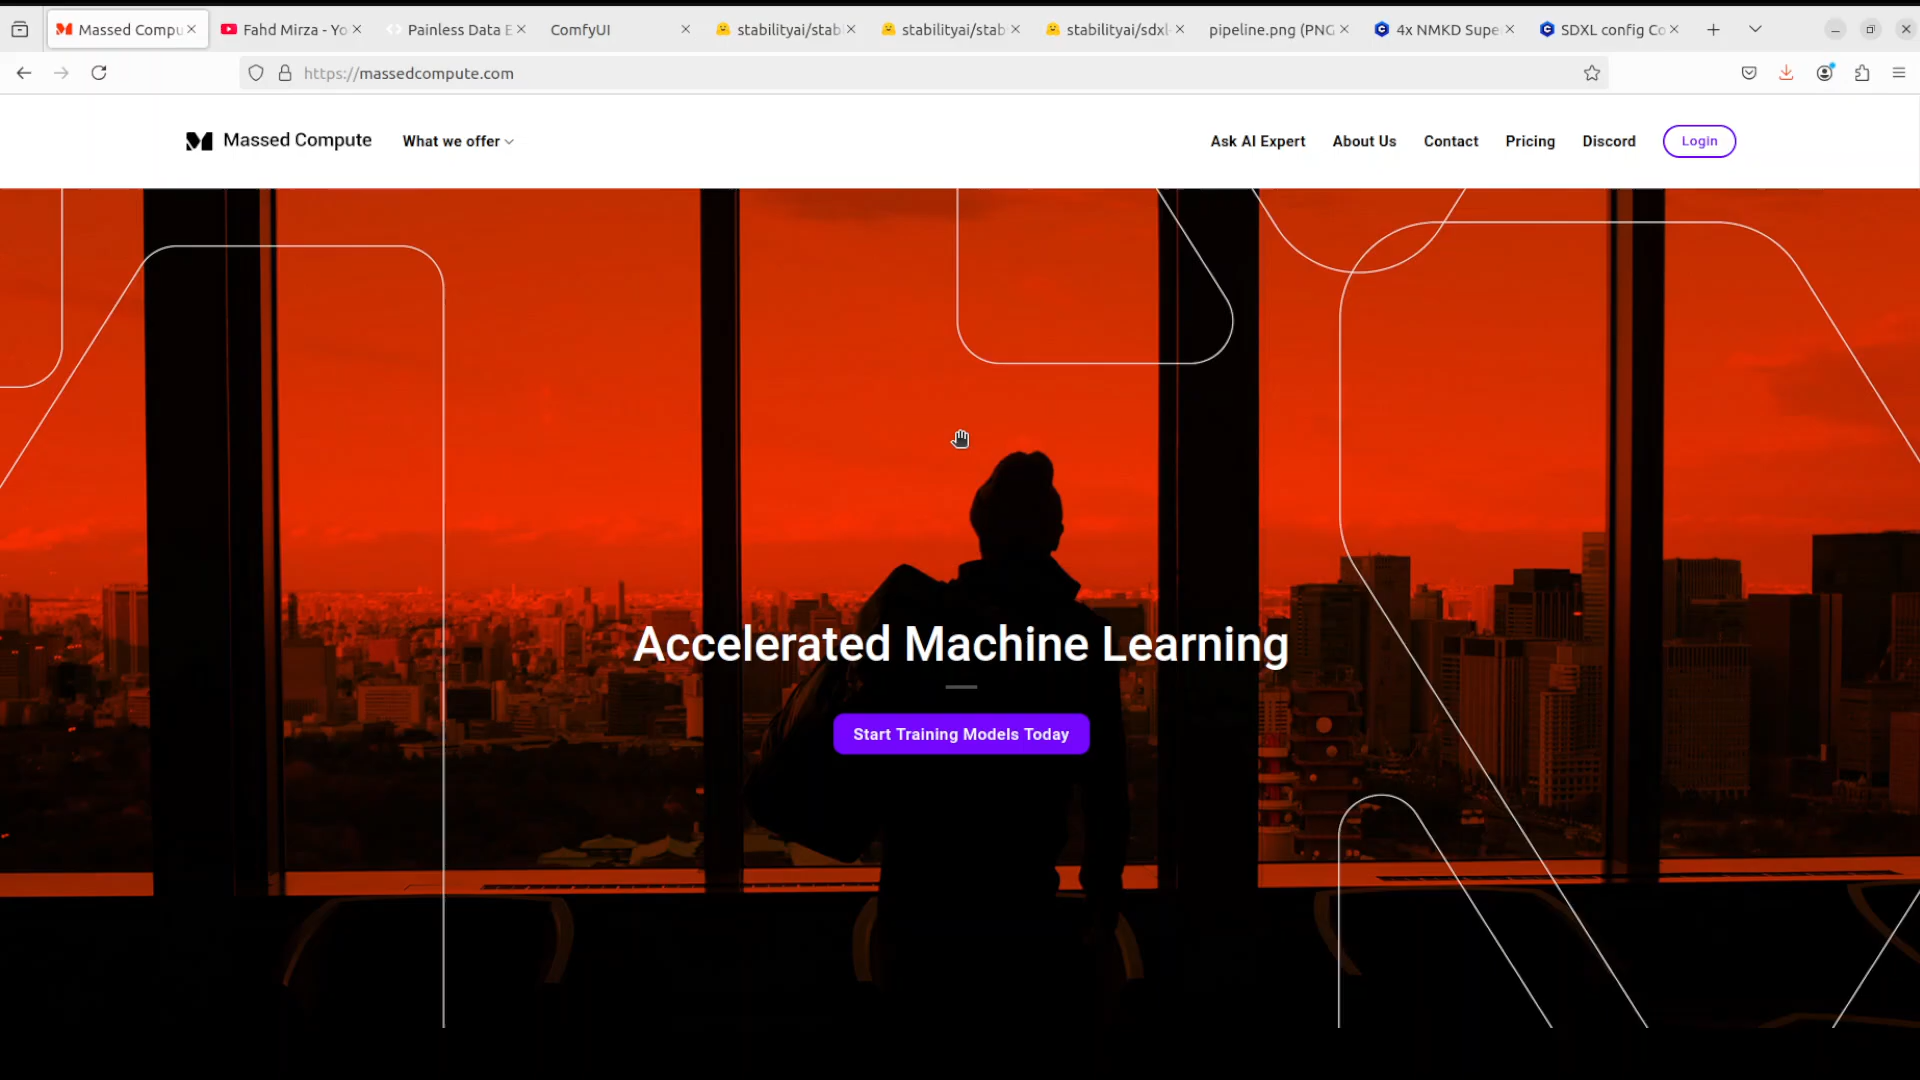 Massed Compu
Fahd Mirza - Yo
Painless Data E
ComfyUI
stabilityai/stab
stabilityai/stab
stabilityai/sdxl-
pipeline.png (PNG
4x NMKD Supe
SDXL config Co
https://massedcompute.com
Massed Compute
What we offer
Ask AI Expert
About Us
Contact
Pricing
Discord
Login
Accelerated Machine Learning
Start Training Models Today